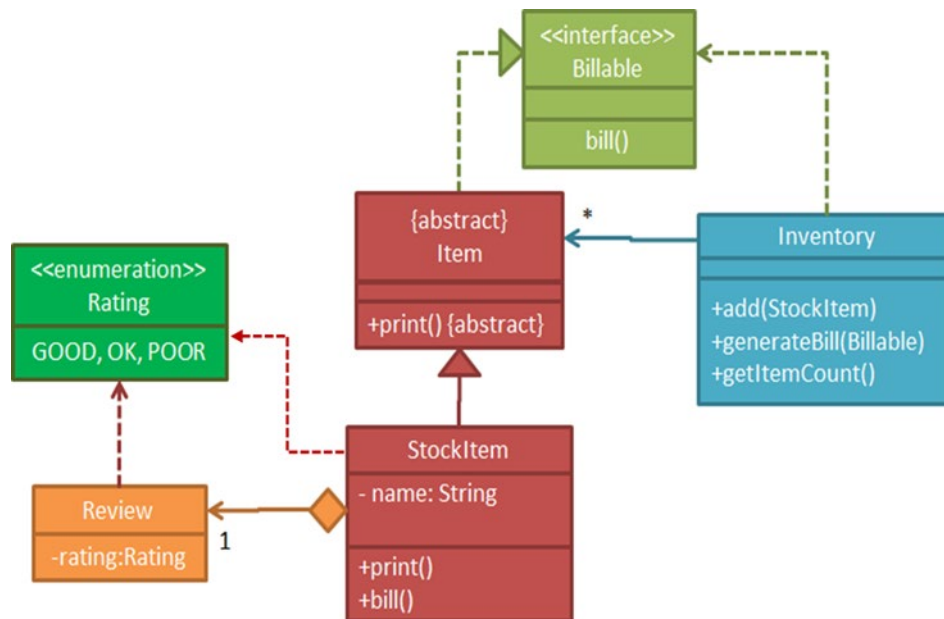 <<interface>>
Billable
bill()
{abstract}
Item
+print() {abstract}
*
Inventory
+add(StockItem)
+generateBill(Billable)
+getItemCount()
<<enumeration>>
Rating
GOOD, OK, POOR
StockItem
- name: String
+print()
+bill()
Review
-rating:Rating
1